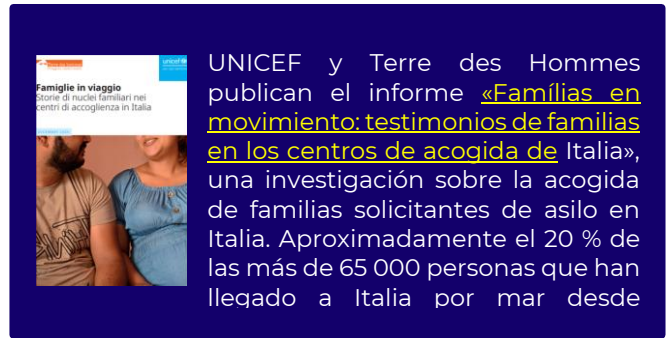 Famiglie in viaggio
Storie di nuclei familiari nei
centri di accoglienza in Italia
UNICEF y Terre des Hommes
publican el informe «Famílias en
movimiento: testimonios de familias
en los centros de acogida de Italia»,
una investigación sobre la acogida
de familias solicitantes de asilo en
Italia. Aproximadamente el 20 % de
las más de 65 000 personas que han
llegado a Italia por mar desde